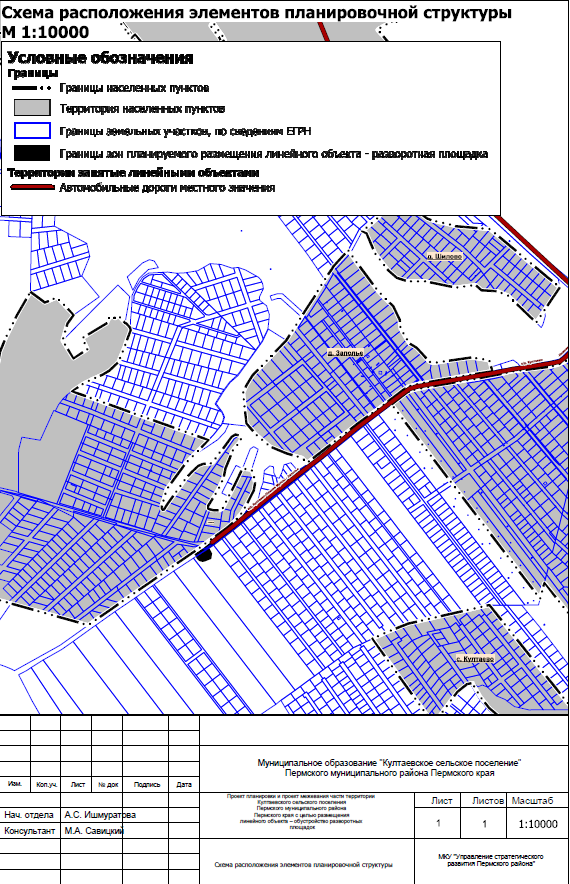 Схема расположения элементов планировочной структуры
М 1:10000
Условные обозначения
Границы
Границы населенных пунктов
Территория населенных пунктов
Границы земельных участков, по сведениям ЕГРН
Границы зон планируемого размещения линейного объекта - разворотная площадка
Территории занятые линейными объектами
Автомобильные дороги местного значения
д. Шилово
д. Заполье
с. Култаево
Муниципальное образование "Култаевское сельское поселение"
Пермского муниципального района Пермского края
Изм. Кол.уч. Лист № док Подпись Дата
Проект планировки и проект межевания части территории
Култаевского сельского поселения
Пермского муниципального района
Пермского края с целью размещения
линейного объекта – обустройство разворотных
площадок
Лист Листов Масштаб
1 1 1:10000
Нач. отдела А.С. Ишмуратова
Консультант М.А. Савицкий
Схема расположения элементов планировочной структуры
МКУ "Управление стратегического
развития Пермского района"